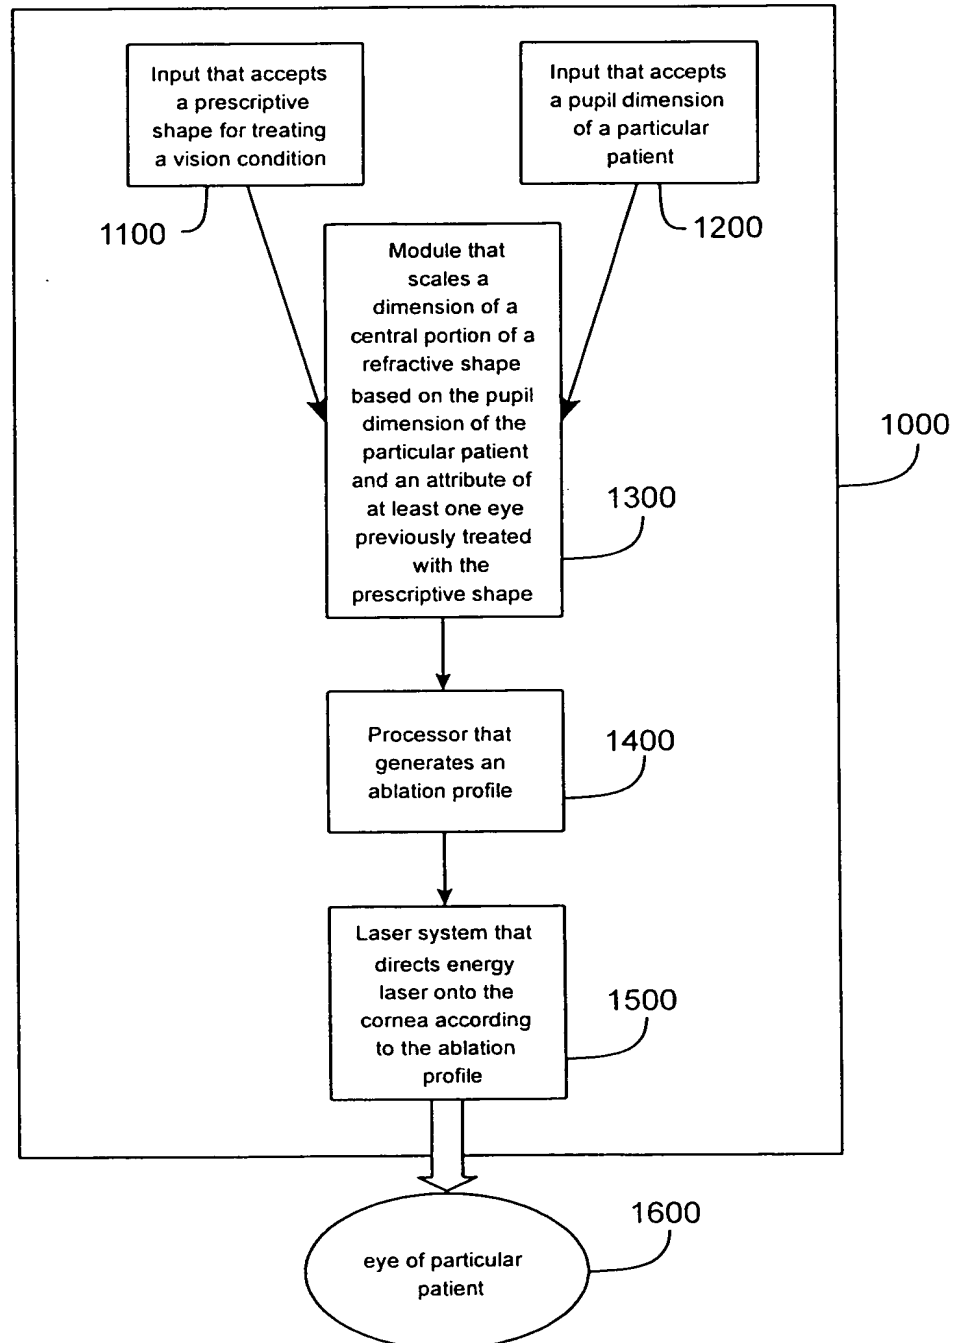 Input that accepts
a prescriptive
shape for treating
a vision condition
1100
Input that accepts
a pupil dimension
of a particular
patient
1200
Module that
scales a
dimension of a
central portion of a
refractive shape
based on the pupil
dimension of the
particular patient
and an attribute of
at least one eye
previously treated
with the
prescriptive shape
1300
1000
Processor that
generates an
ablation profile
1400
Laser system that
directs energy
laser onto the
cornea according
to the ablation
profile
1500
eye of particular
patient
1600